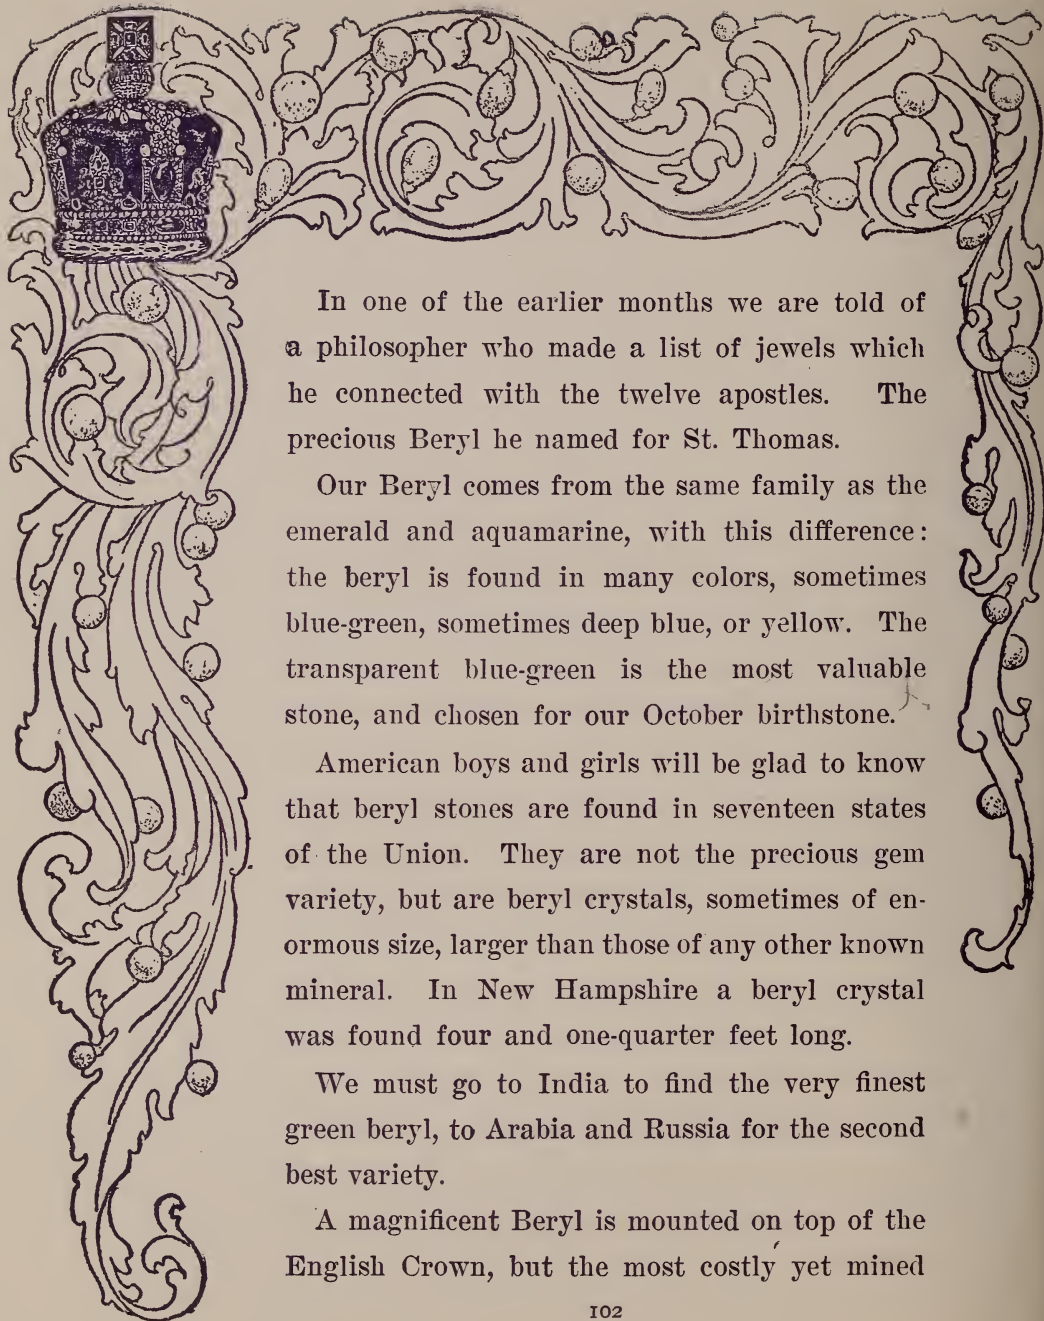 In one of the earlier months we are told of
a philosopher who made a list of jewels which
he connected with the twelve apostles. The
precious Beryl he named for St. Thomas.
Our Beryl comes from the same family as the
emerald and aquamarine, with this difference:
the beryl is found in many colors, sometimes
blue-green, sometimes deep blue, or yellow. The
transparent blue-green is the most valuable
stone, and chosen for our October birthstone.
American boys and girls will be glad to know
that beryl stones are found in seventeen states
of the Union. They are not the precious gem
variety, but are beryl crystals, sometimes of en-
ormous size, larger than those of any other known
mineral. In New Hampshire a beryl crystal
was found four and one-quarter feet long.
We must go to India to find the very finest
green beryl, to Arabia and Russia for the second
best variety.
A magnificent Beryl is mounted on top of the
English Crown, but the most costly yet mined
102